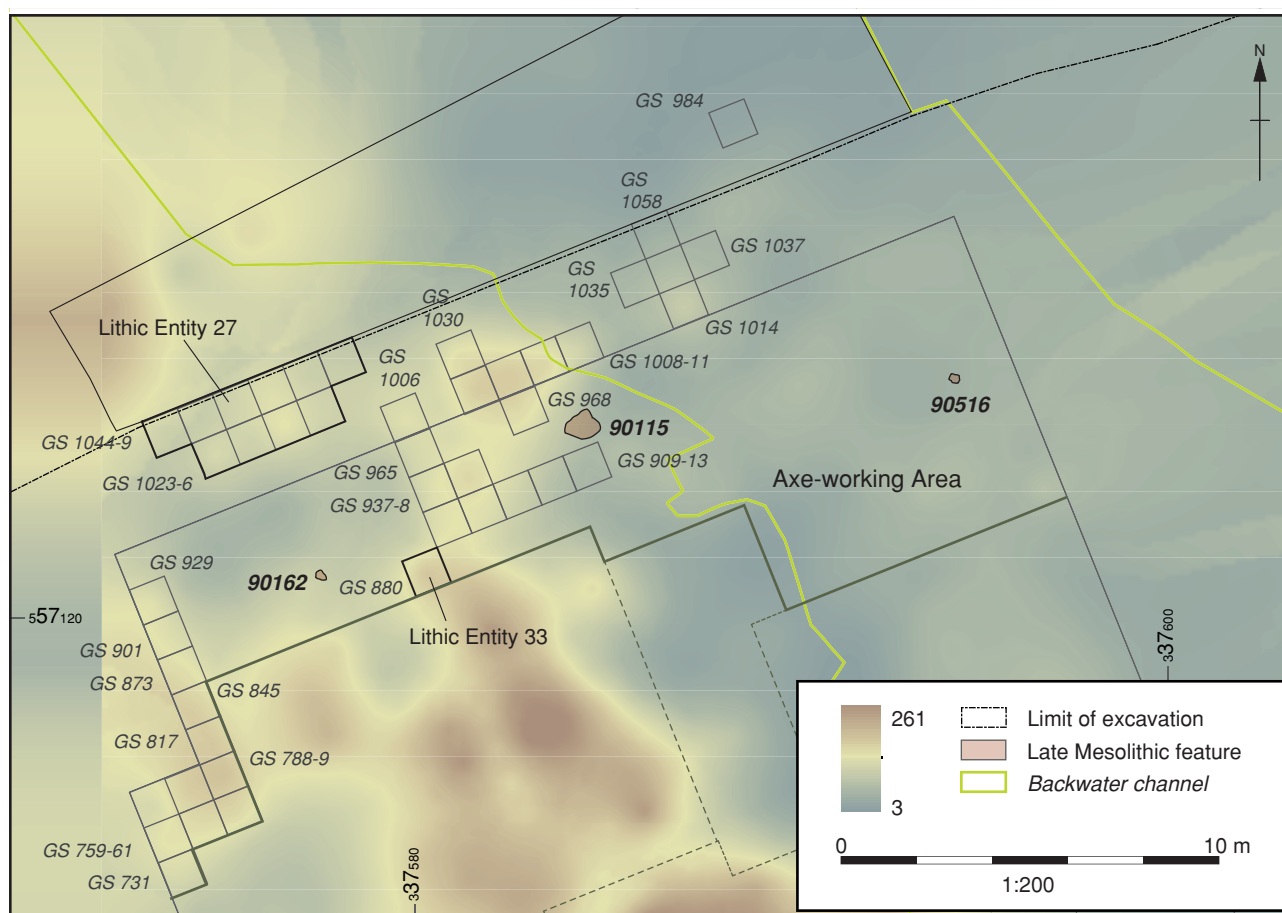 GS 984
N
GS
1058
GS 1037
GS
1035
GS
1030
GS 1014
Lithic Entity 27
GS
1006
GS 1008-11
GS 968
90516
90115
GS 1044-9
GS 965
GS 909-13
GS 1023-6
GS 937-8
Axe-working Area
GS 929
90162
GS 880
557120
Lithic Entity 33
337600
GS 901
GS 873
GS 845
GS 817
GS 788-9
GS 759-61
GS 731
337580
261
3
Limit of excavation
Late Mesolithic feature
Backwater channel
0
10 m
1:200